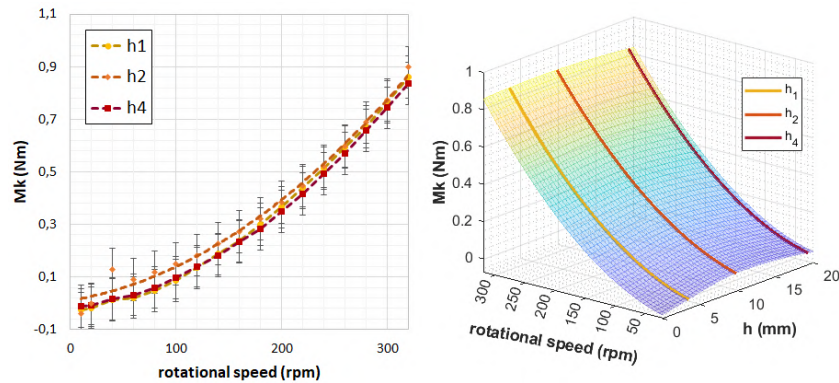 1,1
0,9
0,7
0,5
0,3
0,1
-0,1
Mk (Nm)
h1
h2
h4
0
100
200
300
rotational speed (rpm)
1
0.8
0.6
0.4
0.2
0
Mk (Nm)
h1
h2
h4
300
250
200
150
100
50
rotational speed (rpm)
0
5
10
15
20
h (mm)